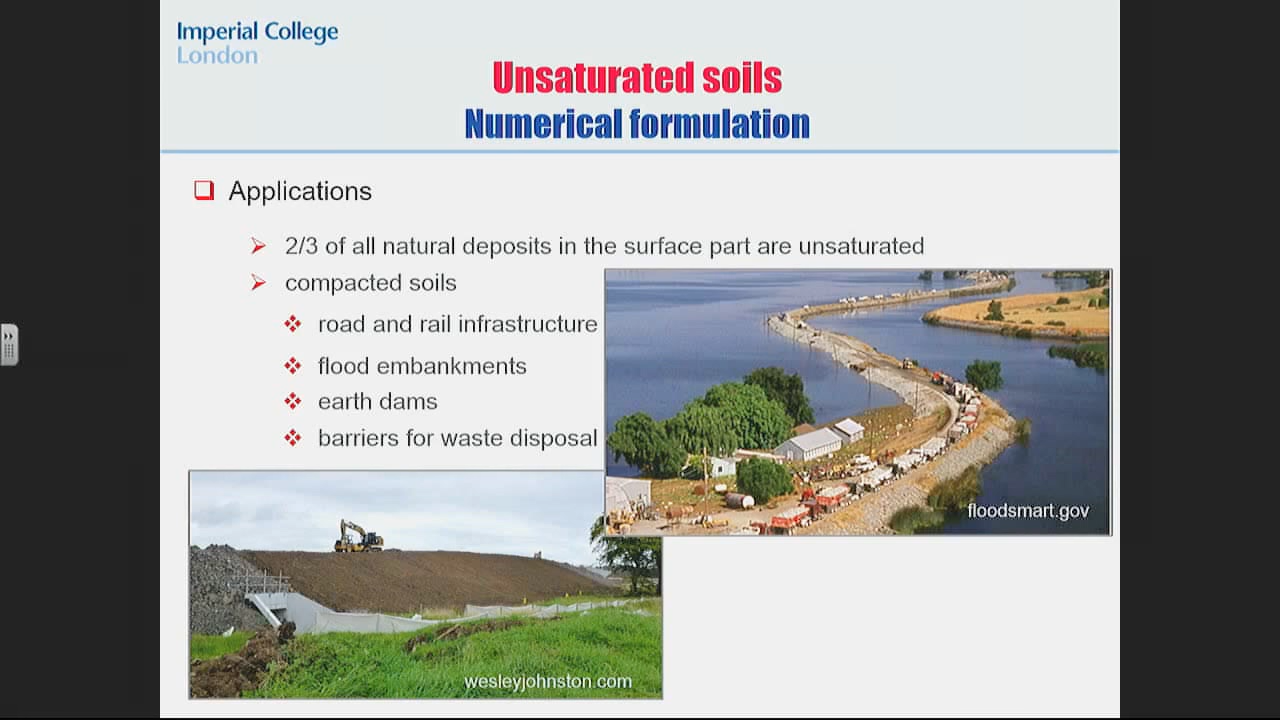 Imperial College
London
Unsaturated soils
Numerical formulation
Applications
2/3 of all natural deposits in the surface part are unsaturated
compacted soils
road and rail infrastructure
flood embankments
earth dams
barriers for waste disposal
floodsmart.gov
wesleyjohnston.com